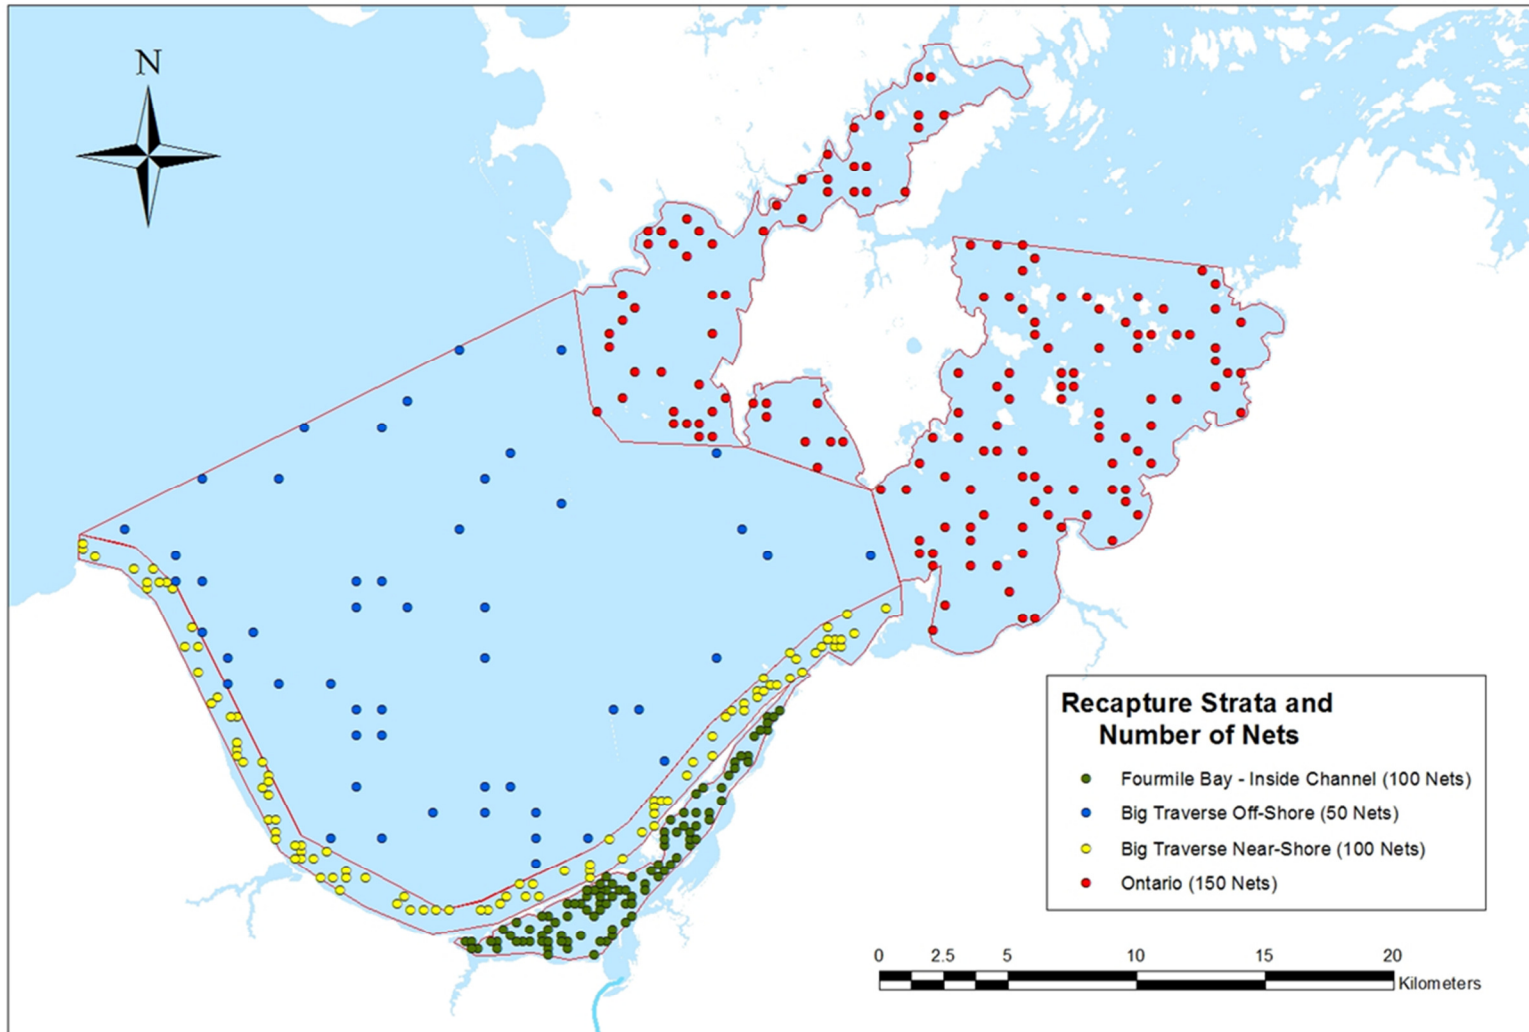 N
Recapture Strata and
Number of Nets
Fourmile Bay - Inside Channel (100 Nets)
Big Traverse Off-Shore (50 Nets)
Big Traverse Near-Shore (100 Nets)
Ontario (150 Nets)
0 2.5 5 10 15 20
Kilometers